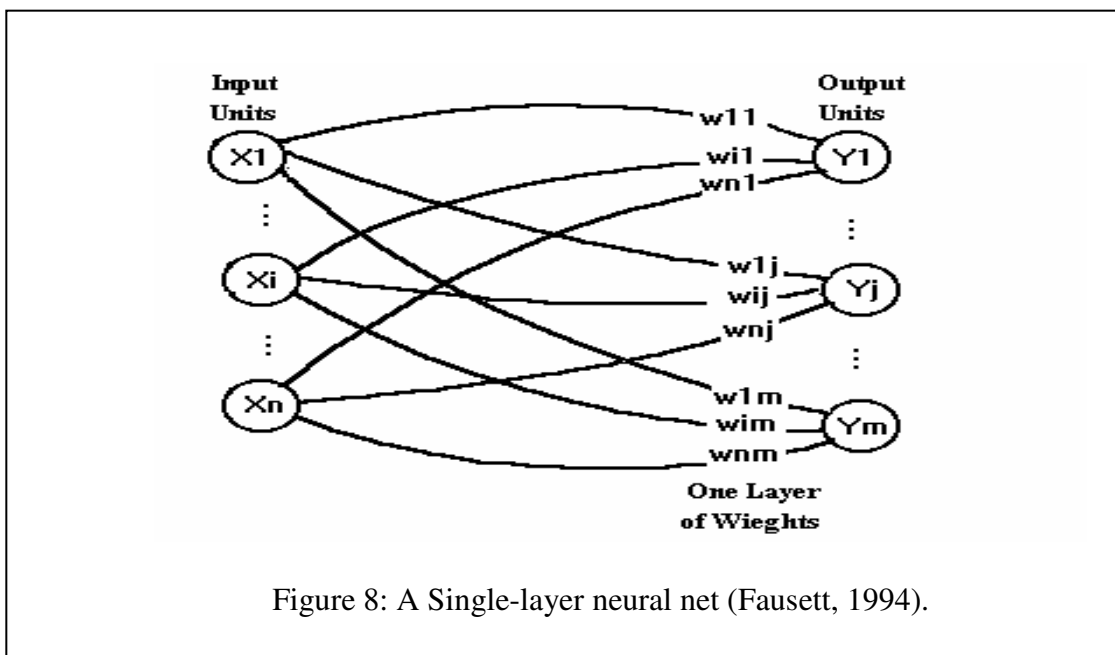 Input
Units
Output
Units
X1
w11
Y1
wi1
wn1
⋮
⋮
Xi
w1j
Yj
wij
wnj
⋮
⋮
Xn
w1m
Ym
wim
wnm
One Layer
of Wieghts
Figure 8: A Single-layer neural net (Fausett, 1994).